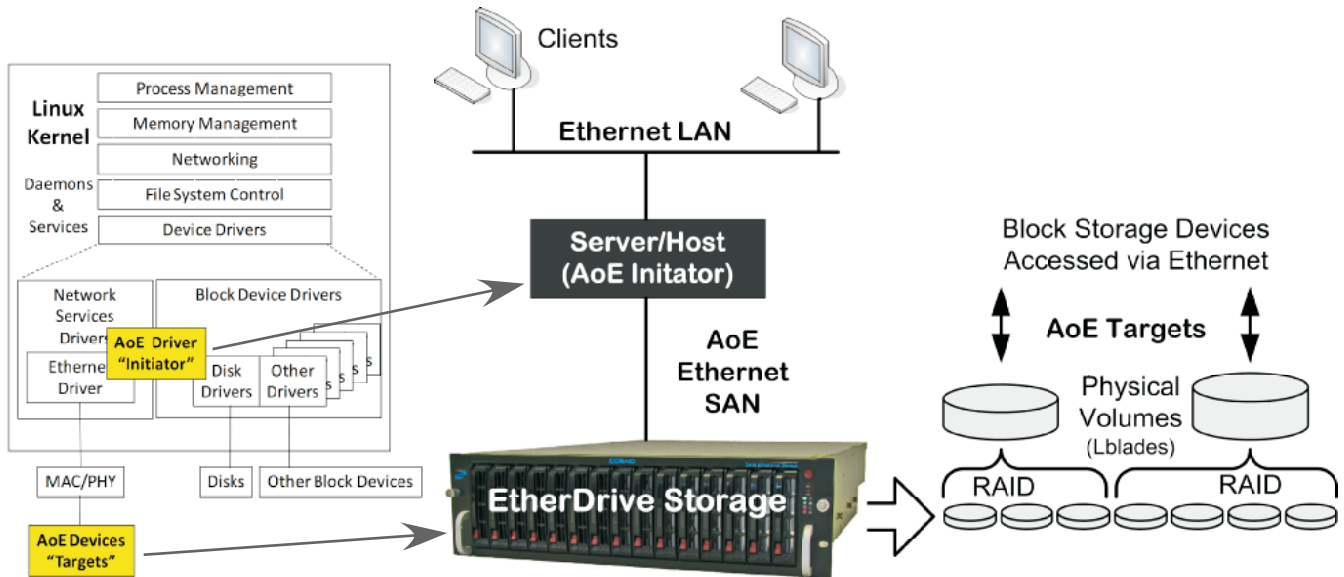 Clients
Ethernet LAN
Linux
Kernel
Daemons
&
Services
Process Management
Memory Management
Networking
File System Control
Device Drivers
Network
Services
Drivers
Block Device Drivers
AoE Driver
“Initiator”
Ethernet
Driver
Disk
Drivers
Other
Drivers
s
s
s
s
MAC/PHY
Disks
Other Block Devices
AoE Devices
“Targets”
Server/Host
(AoE Initator)
AoE
Ethernet
SAN
CORAID
EtherDrive Storage
Block Storage Devices
Accessed via Ethernet
AoE Targets
Physical
Volumes
(Lblades)
RAID
RAID